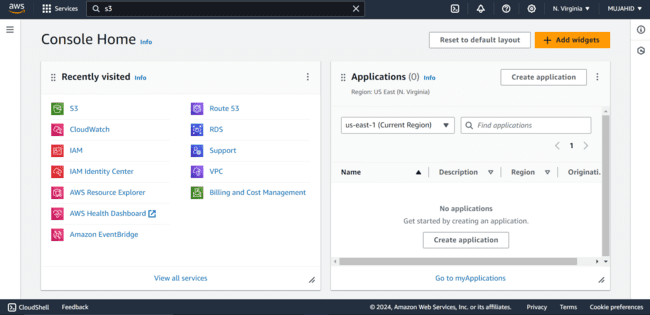 aws
Services
s3
N. Virginia
MUJAHID
Console Home Info
Reset to default layout
Add widgets
Recently visited Info
S3
CloudWatch
IAM
IAM Identity Center
AWS Resource Explorer
AWS Health Dashboard
Amazon EventBridge
Route 53
RDS
Support
VPC
Billing and Cost Management
View all services
Applications (0) Info
Region: US East (N. Virginia)
Create application
us-east-1 (Current Region)
Find applications
1
Name
Description
Region
Originati.
No applications
Get started by creating an application.
Create application
Go to myApplications
CloudShell
Feedback
© 2024, Amazon Web Services, Inc. or its affiliates.
Privacy
Terms
Cookie preferences